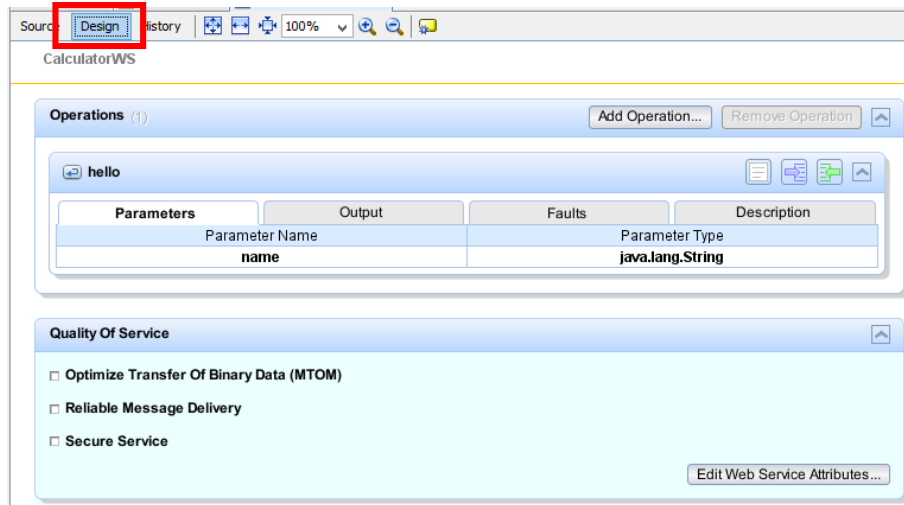 Source Design History 100%
CalculatorWS
Operations (1) Add Operation... Remove Operation
hello
Parameters Output Faults Description
Parameter Name Parameter Type
name java.lang.String
Quality Of Service
Optimize Transfer Of Binary Data (MTOM)
Reliable Message Delivery
Secure Service
Edit Web Service Attributes...